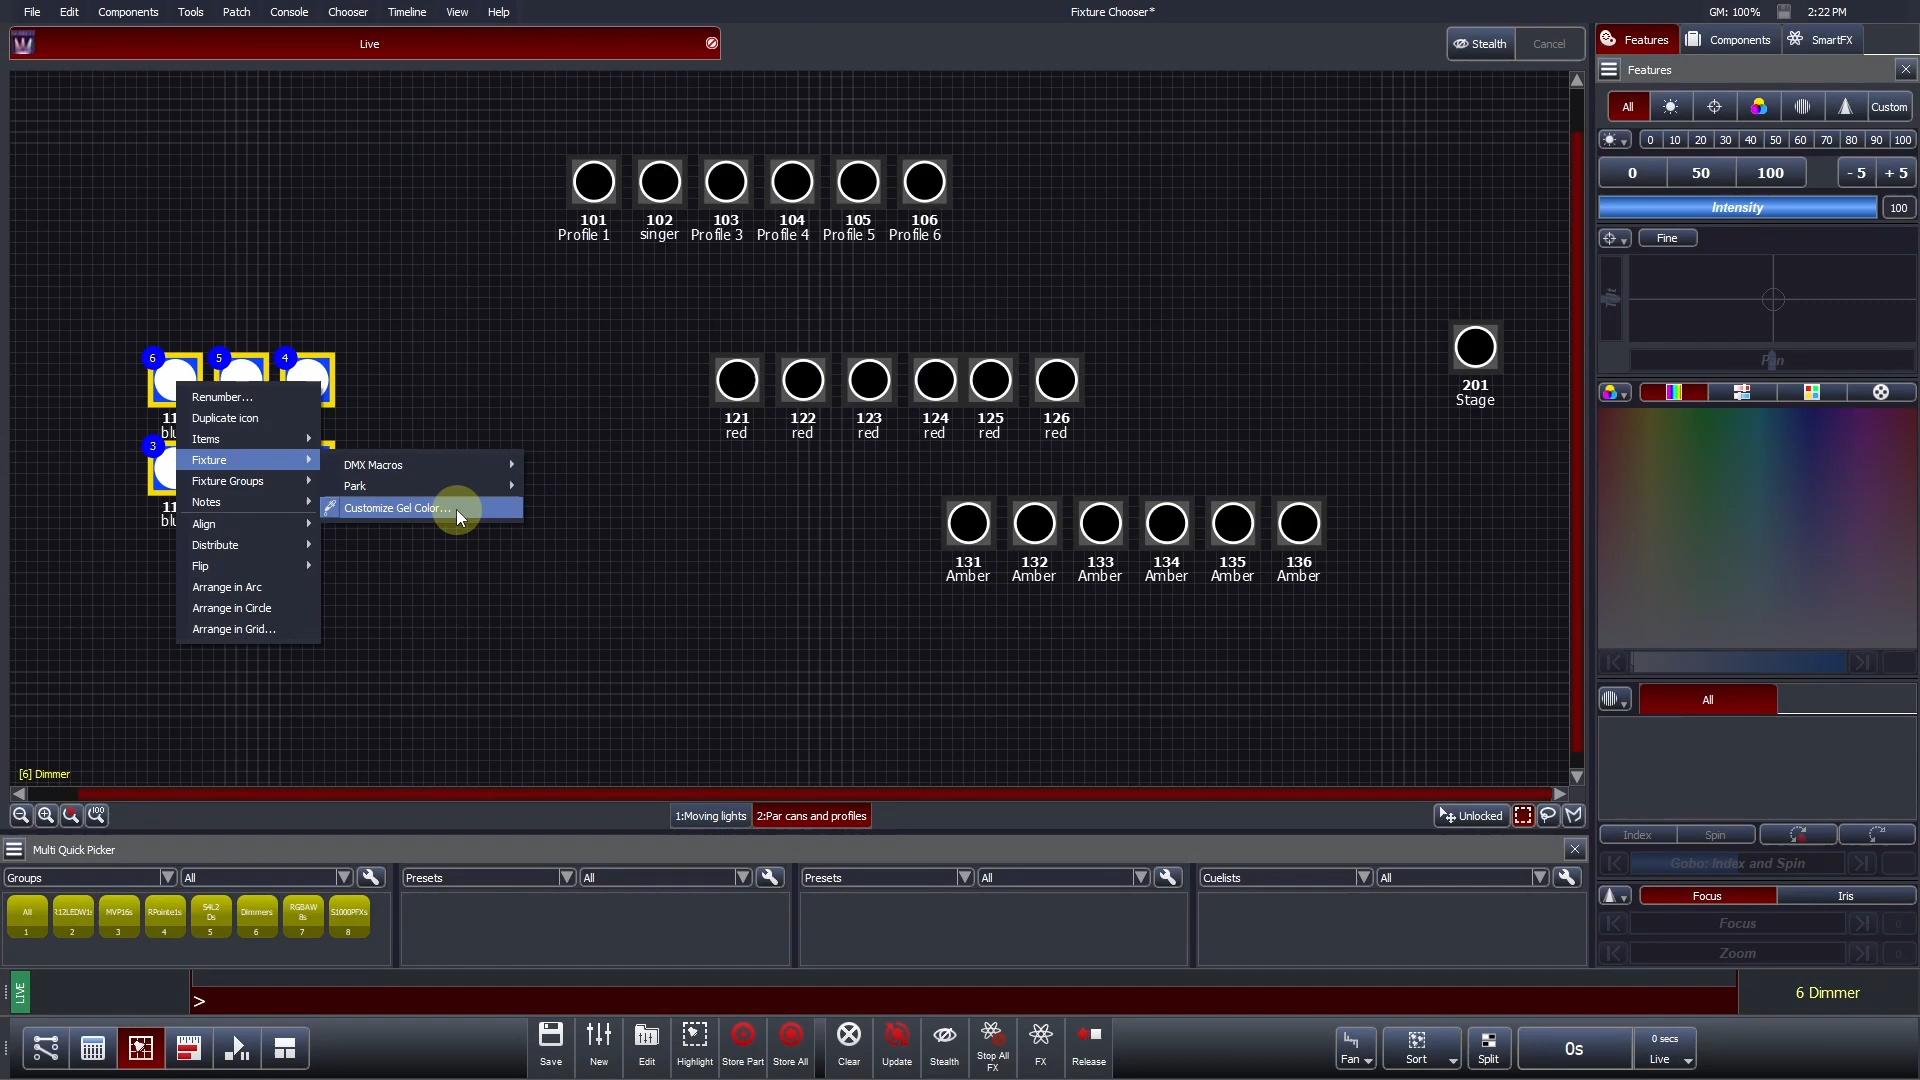 File Edit Components Tools Patch Console Chooser Timeline View Help Fixture Chooser* GM: 100% 2:22 PM
Live
Stealth Cancel
Features Components SmartFX
Features
All Custom
0 10 20 30 40 50 60 70 80 90 100
0 50 100 - 5 + 5
Intensity 100
Fine
Tilt
Pan
101 102 103 104 105 106
Profile 1 singer Profile 3 Profile 4 Profile 5 Profile 6
6 5 4
3
121 122 123 124 125 126
red red red red red red
201
Stage
131 132 133 134 135 136
Amber Amber Amber Amber Amber Amber
Renumber...
Duplicate icon
Items
Fixture
Fixture Groups
Notes
Align
Distribute
Flip
Arrange in Arc
Arrange in Circle
Arrange in Grid...
DMX Macros
Park
Customize Gel Color...
[6] Dimmer
100
1:Moving lights 2:Par cans and profiles
Unlocked
All
Index Spin
Gobo: Index and Spin
Focus Iris
Focus 0
Zoom 0
Multi Quick Picker
Groups All Presets All Presets All Cuelists All
All R12LEDW1s MVP16s RPointe1s S4L2 Ds Dimmers RGBAW 8s S1000PFXs
1 2 3 4 5 6 7 8
LIVE
>
6 Dimmer
Save New Edit Highlight Store Part Store All Clear Update Stealth Stop All FX FX Release
Fan Sort Split 0s 0 secs Live